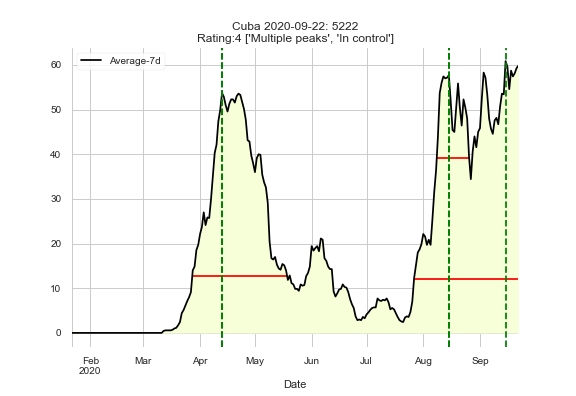 Cuba 2020-09-22: 5222
Rating:4 ['Multiple peaks', 'In control']
Average-7d
60
50
40
30
20
10
0
Feb
2020
Mar
Apr
May
Jun
Jul
Aug
Sep
Date